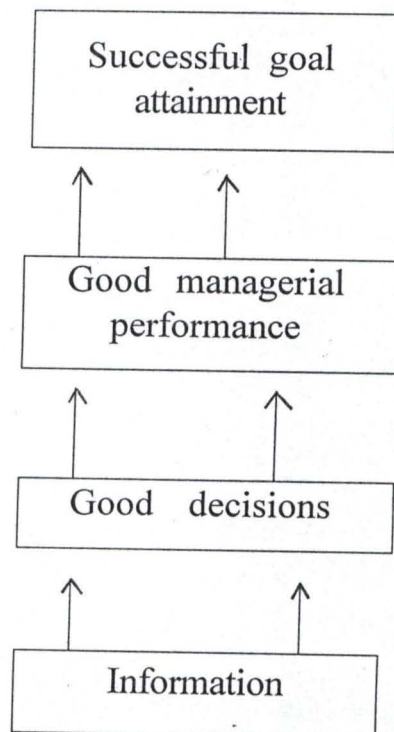 Successful goal
attainment
Good managerial
performance
Good decisions
Information